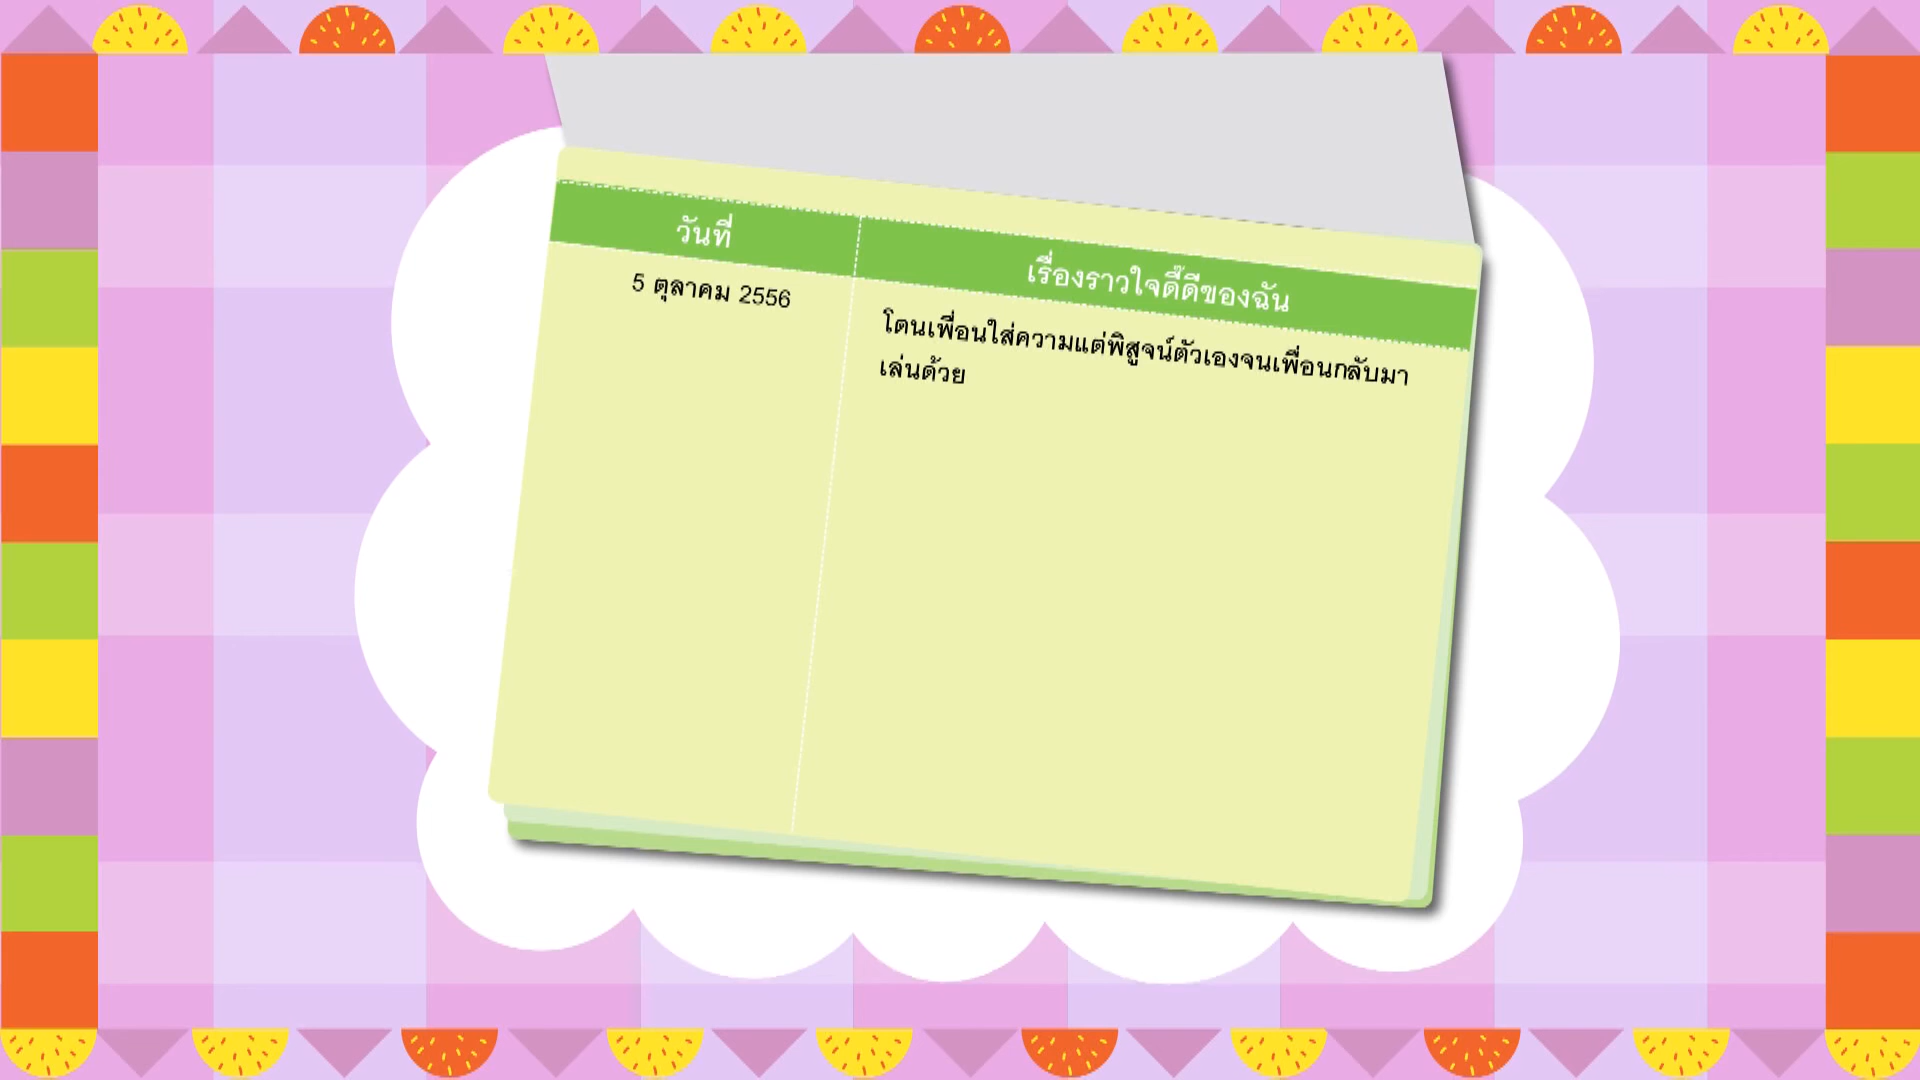 วันที่
เรื่องราวใจดี๊ดีของฉัน
5 ตุลาคม 2556
โดนเพื่อนใส่ความแต่พิสูจน์ตัวเองจนเพื่อนกลับมา
เล่นด้วย